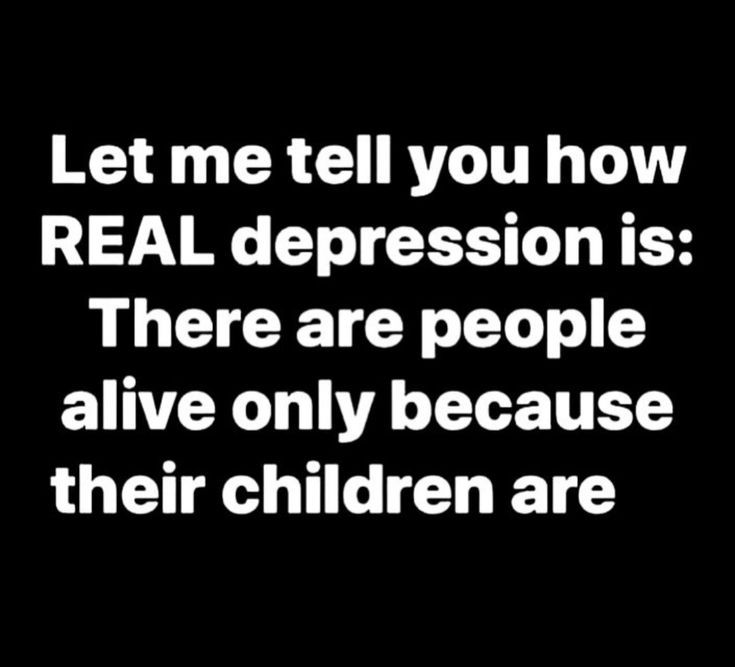 Let me tell you how
REAL depression is:
There are people
alive only because
their children are